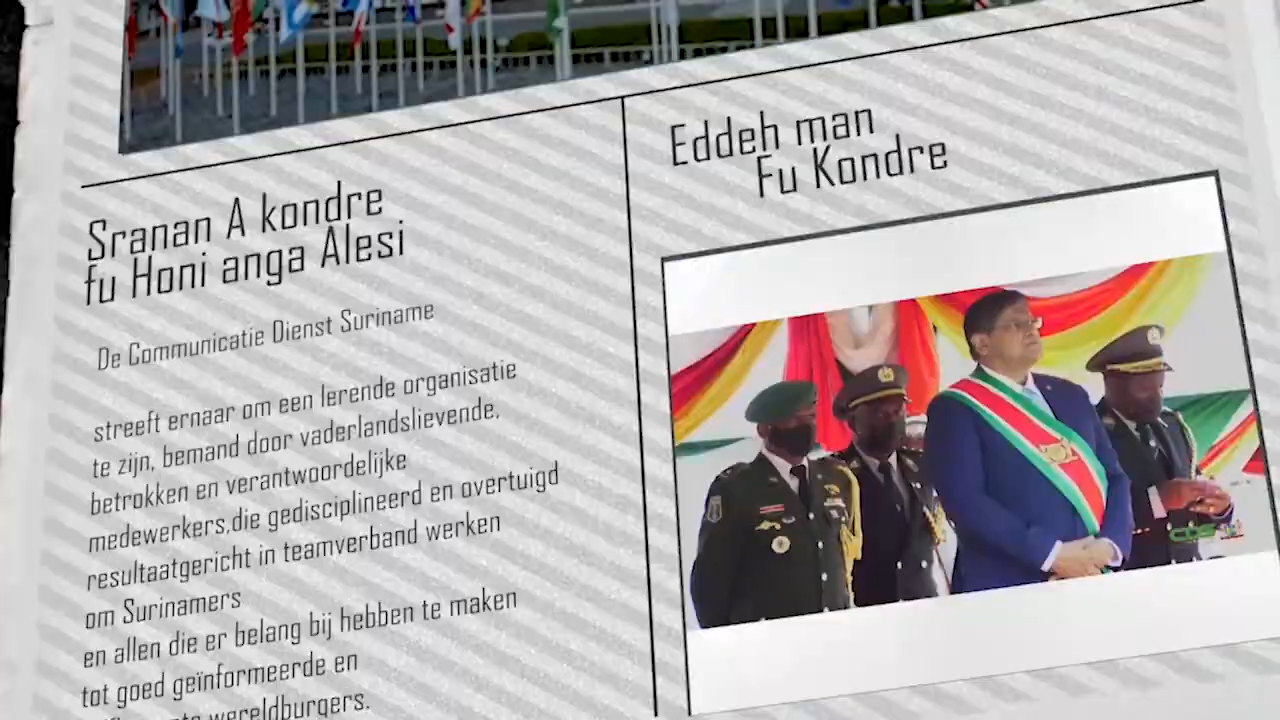 Sranan A kondre
fu Honi anga Alesi
De Communicatie Dienst Suriname
streeft ernaar om een lerende organisatie
te zijn, bemand door vaderlandslievende,
betrokken en verantwoordelijke
medewerkers,die gedisciplineerd en overtuigd
resultaatgericht in teamverband werken
om Surinamers
en allen die er belang bij hebben te maken
tot goed geïnformeerde en
wereldburgers.
Eddeh man
Fu Kondre